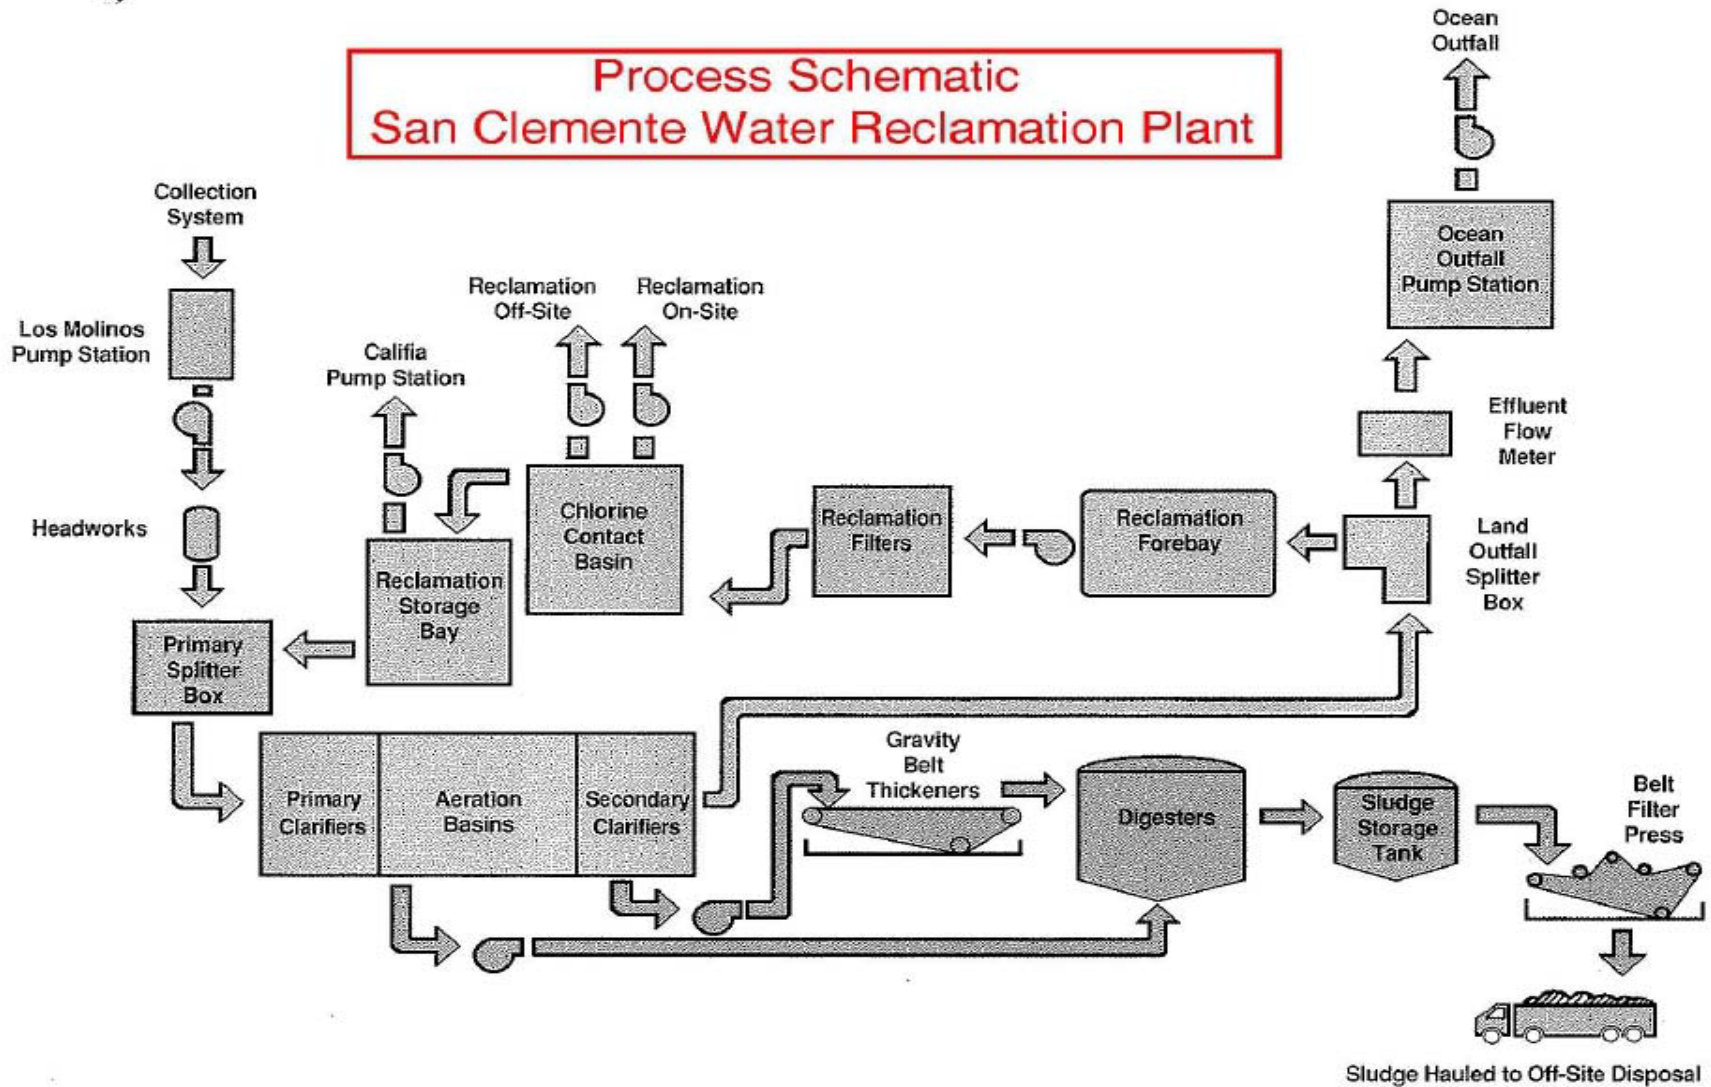 Process Schematic
San Clemente Water Reclamation Plant
Ocean
Outfall
Collection
System
Los Molinos
Pump Station
Headworks
Primary
Splitter
Box
Califia
Pump Station
Reclamation
Off-Site
Reclamation
On-Site
Reclamation
Storage
Bay
Chlorine
Contact
Basin
Reclamation
Filters
Reclamation
Forebay
Ocean
Outfall
Pump Station
Effluent
Flow
Meter
Land
Outfall
Splitter
Box
Primary
Clarifiers
Aeration
Basins
Secondary
Clarifiers
Gravity
Belt
Thickeners
Digesters
Sludge
Storage
Tank
Belt
Filter
Press
Sludge Hauled to Off-Site Disposal